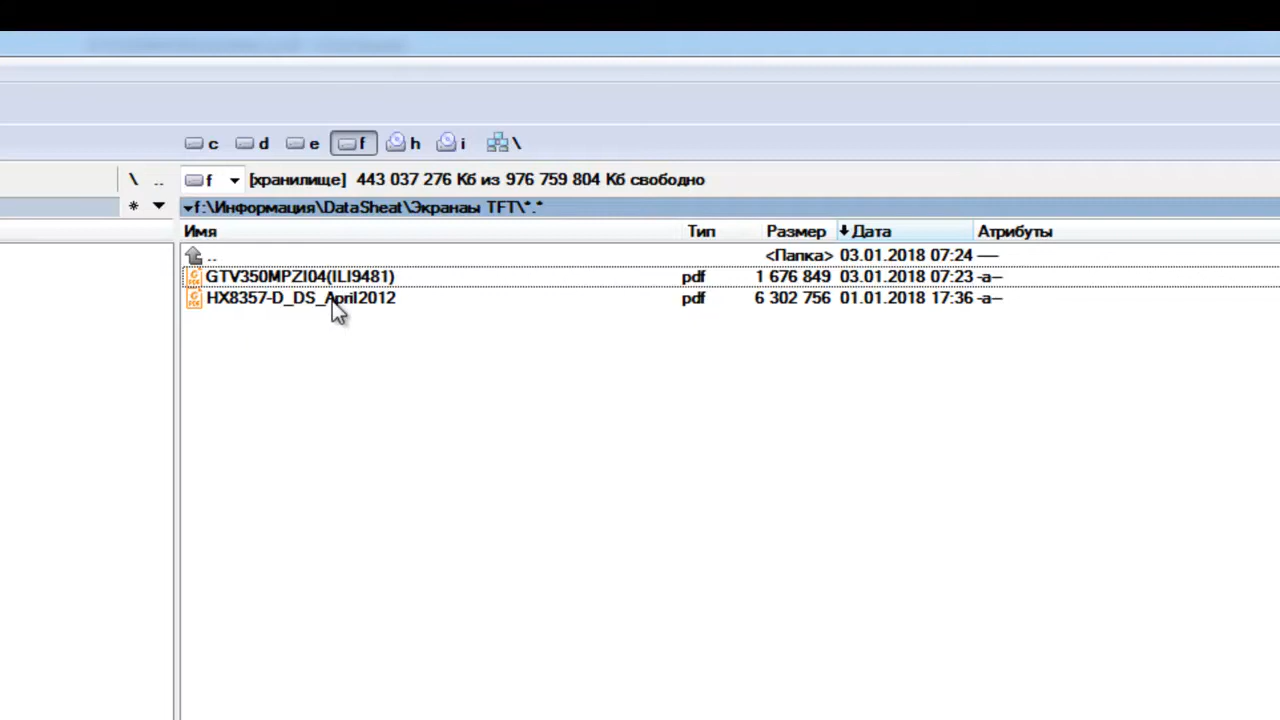 c d e f h i \
\ .. f [хранилище] 443 037 276 Кб из 976 759 804 Кб свободно
* f:\Информация\DataSheat\Экранаы TFT\*.*
Имя Тип Размер Дата Атрибуты
.. <Папка> 03.01.2018 07:24 —
GTV350MPZI04(ILI9481) pdf 1 676 849 03.01.2018 07:23 -a--
HX8357-D_DS_April2012 pdf 6 302 756 01.01.2018 17:36 -a--